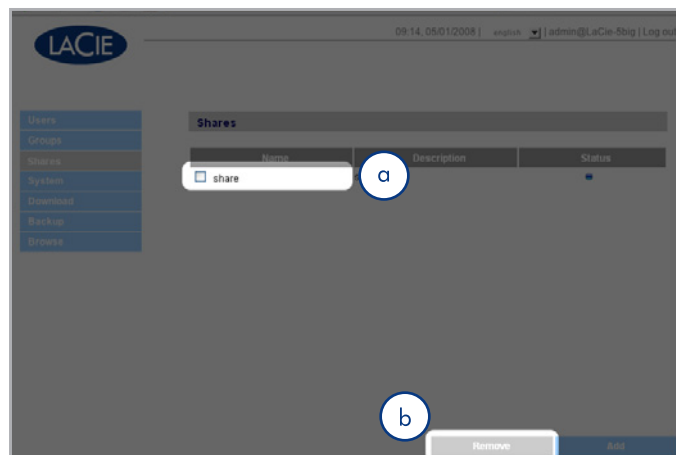 LACIE
09:14, 05/01/2008 | english | admin@LaCie-5big | Log out
Users
Groups
Shares
System
Download
Backup
Browse
Shares
Name Description Status
share
a
b
Remove Add